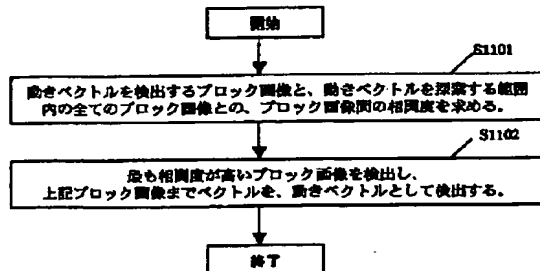 開始
S1101
動きベクトルを検出するブロック画像と、動きベクトルを探索する範囲
内の全てのブロック画像との、ブロック画像間の相関度を求める。
S1102
最も相関度が高いブロック画像を検出し、
上記ブロック画像までベクトルを、動きベクトルとして検出する。
終了